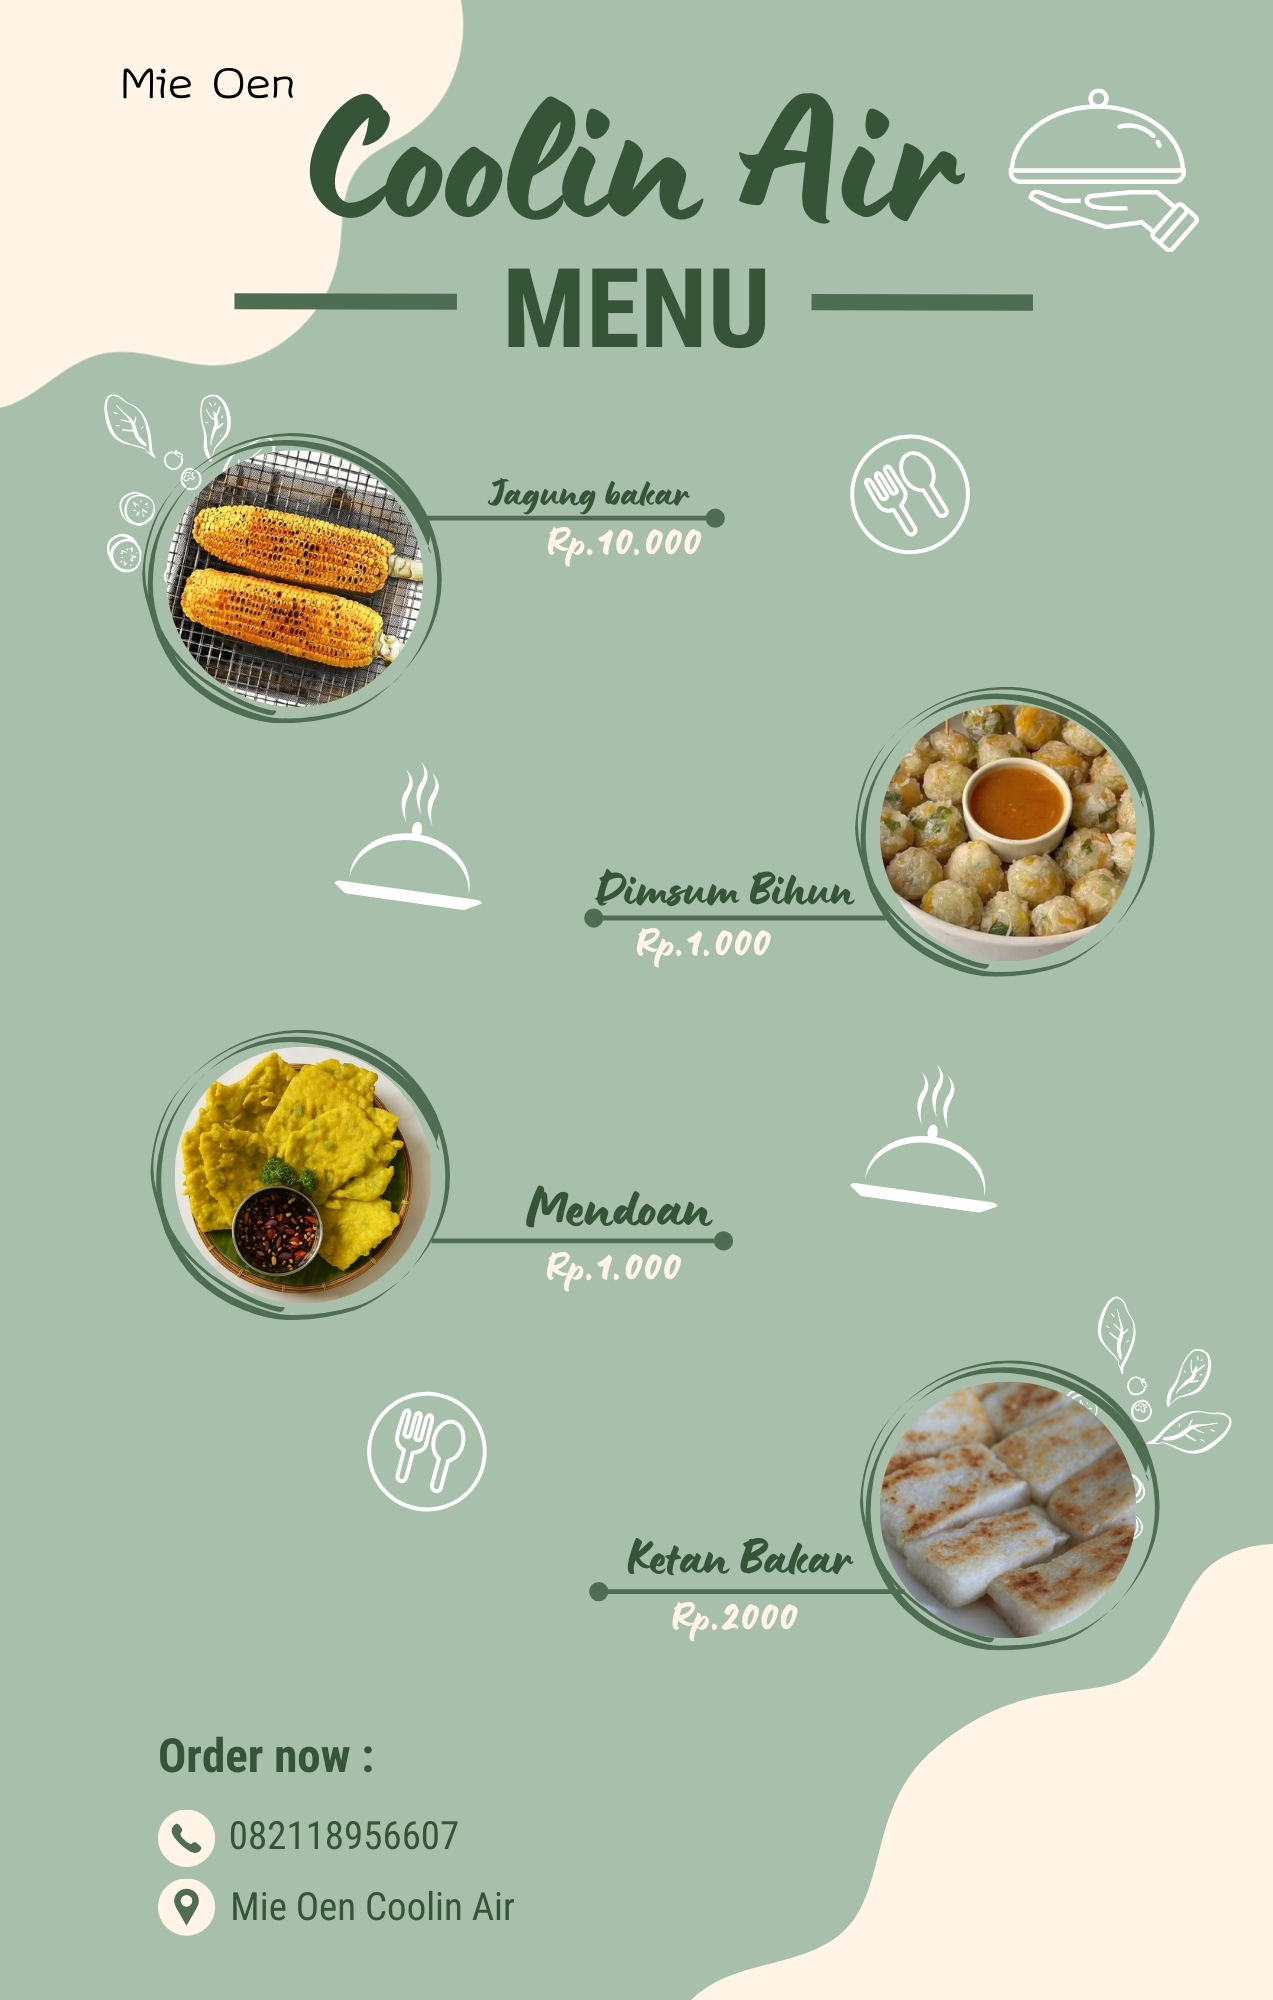 Mie Oen
Coolin Air
MENU
Jagung bakar
Rp.10.000
Dimsum Bihun
Rp.1.000
Mendoan
Rp.1.000
Ketan Bakar
Rp.2000
Order now :
082118956607
Mie Oen Coolin Air